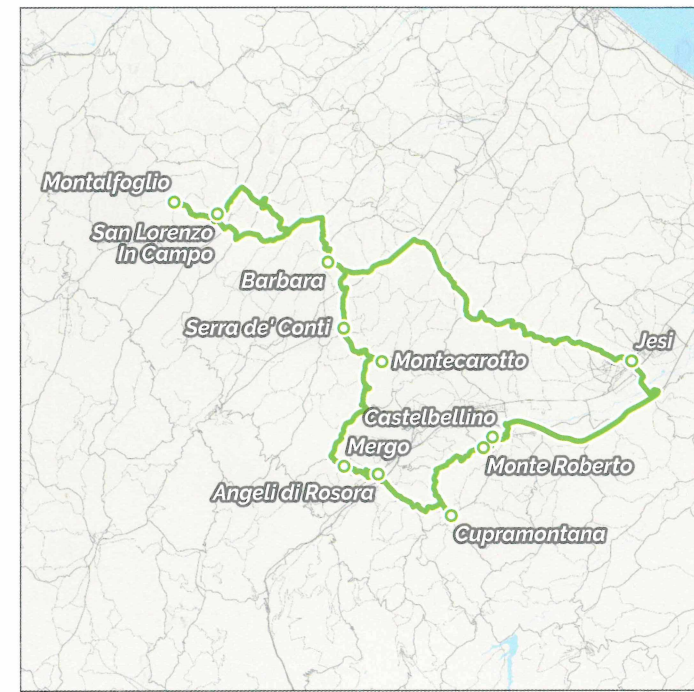 Montalfoglio
San Lorenzo
In Campo
Barbara
Serra de' Conti
Jesi
Montecarotto
Castelbellino
Mergo
Monte Roberto
Angeli di Rosora
Cupramontana